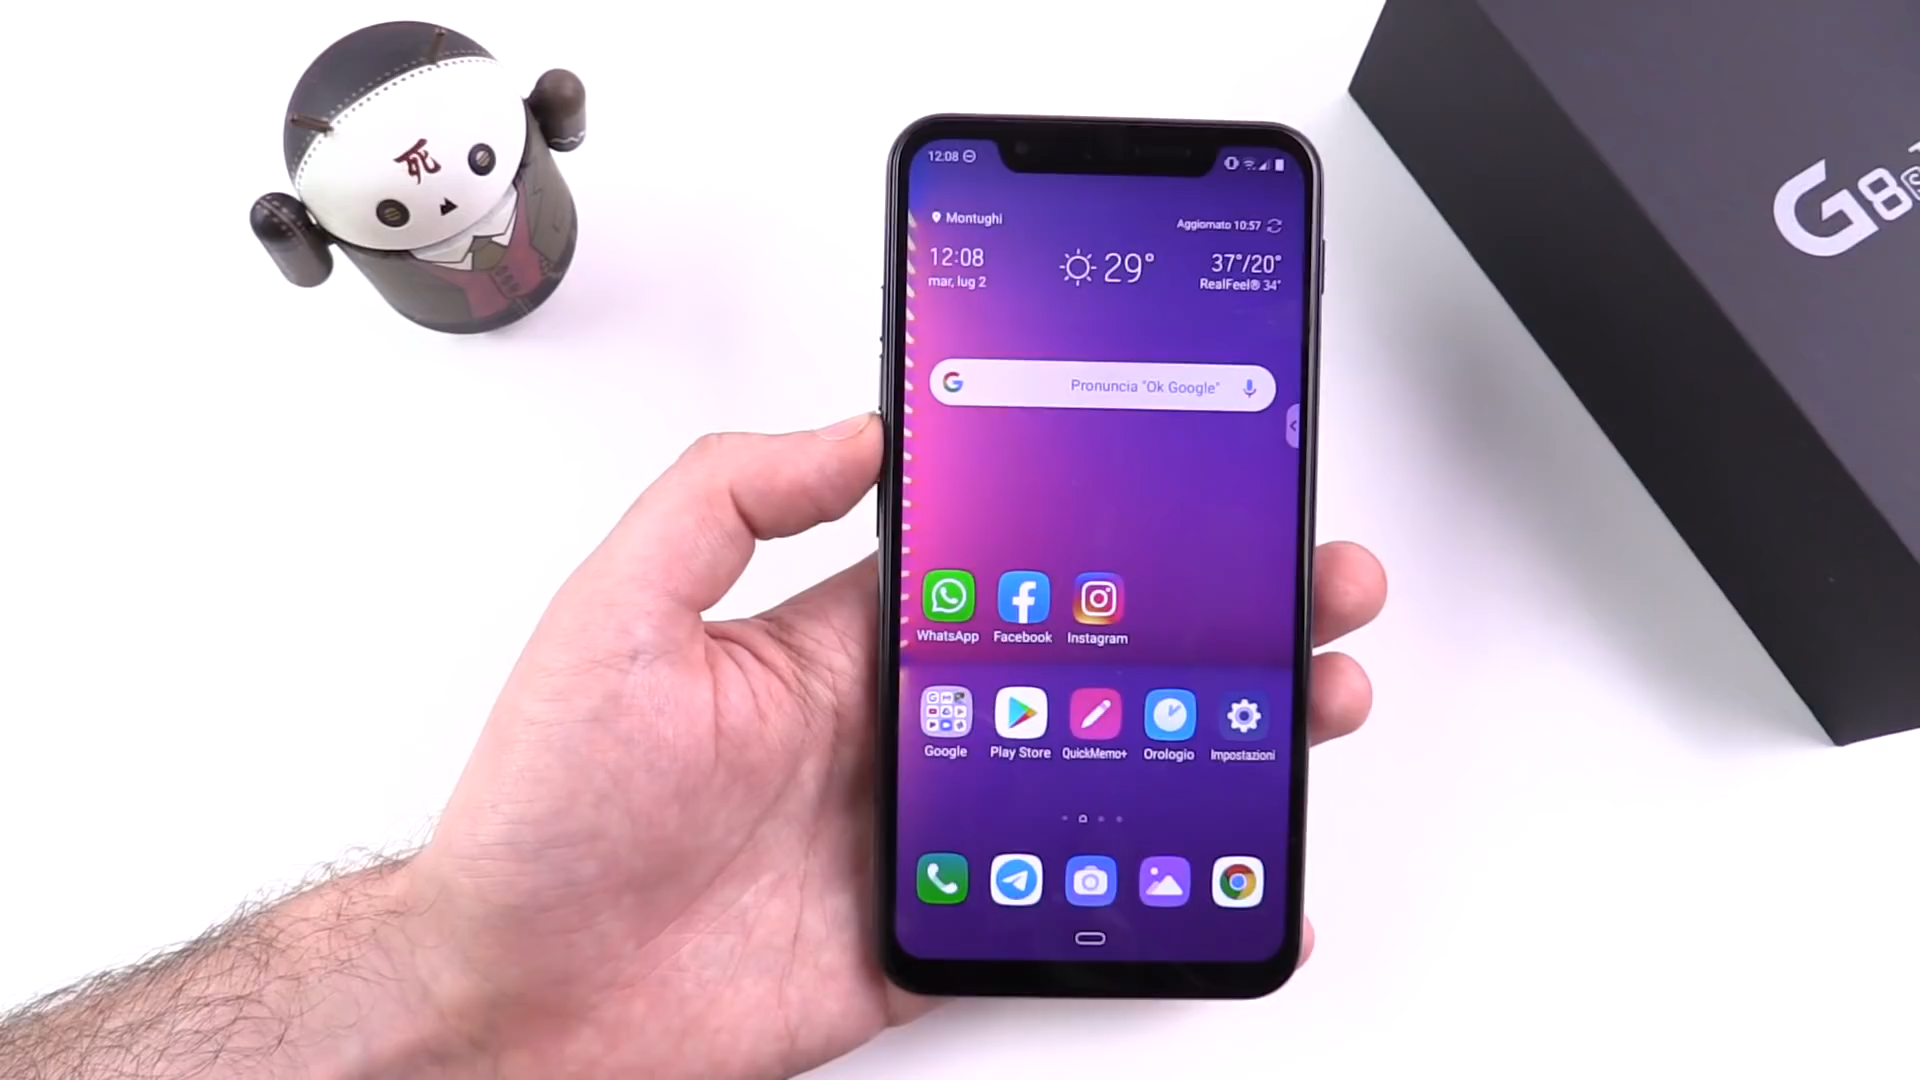 死
G8s
12:08
Montughi
Aggiornato 10:57
12:08
mar, lug 2
29°
37°/20°
RealFeel® 34°
G Pronuncia "Ok Google"
WhatsApp Facebook Instagram
Google Play Store QuickMemo+ Orologio Impostazioni